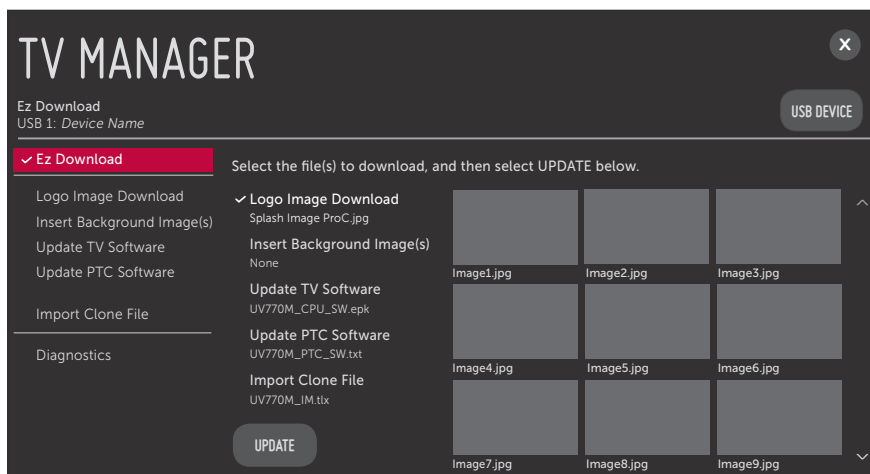 TV MANAGER
X
Ez Download
USB 1: Device Name
USB DEVICE
Ez Download
Logo Image Download
Insert Background Image(s)
Update TV Software
Update PTC Software
Import Clone File
Diagnostics
Select the file(s) to download, and then select UPDATE below.
Logo Image Download
Splash Image ProC.jpg
Insert Background Image(s)
None
Update TV Software
UV770M_CPU_SW.epk
Update PTC Software
UV770M_PTC_SW.txt
Import Clone File
UV770M_IM.tlx
UPDATE
Image1.jpg
Image2.jpg
Image3.jpg
Image4.jpg
Image5.jpg
Image6.jpg
Image7.jpg
Image8.jpg
Image9.jpg